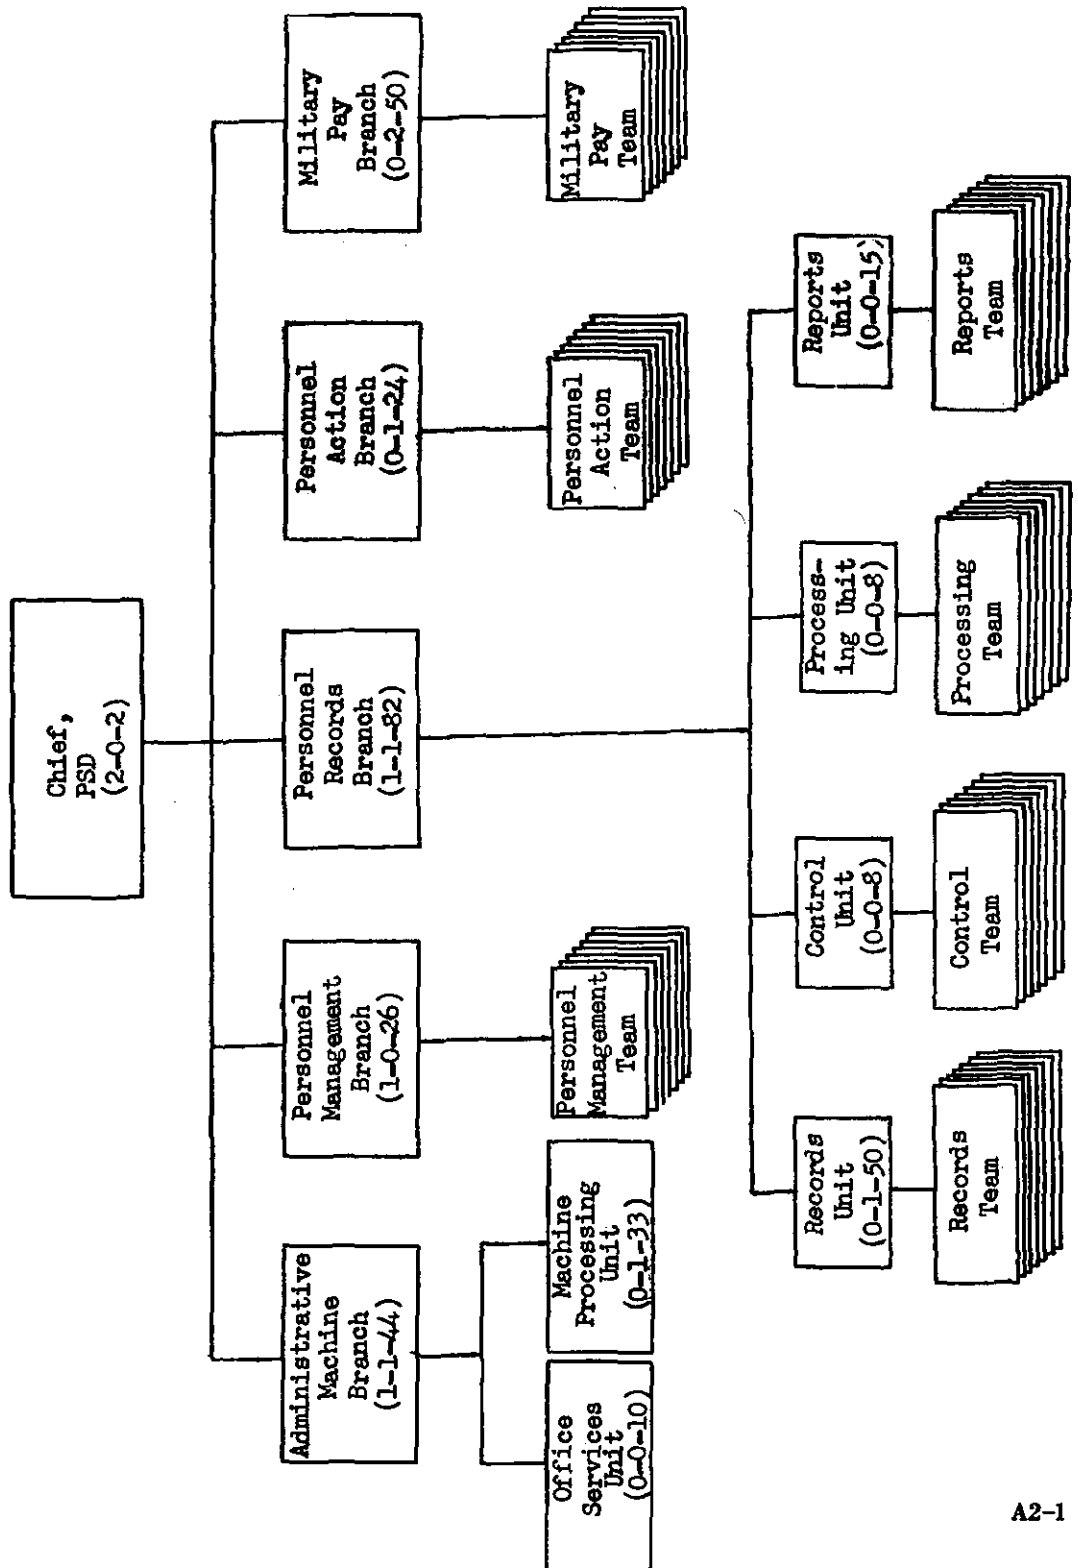 Chief,
PSD
(2-0-2)
Administrative
Machine
Branch
(1-1-44)
Personnel
Management
Branch
(1-0-26)
Personnel
Records
Branch
(1-1-82)
Personnel
Action
Branch
(0-1-24)
Military
Pay
Branch
(0-2-50)
Office
Services
Unit
(0-0-10)
Machine
Processing
Unit
(0-1-33)
Personnel
Management
Team
Personnel
Action
Team
Military
Pay
Team
Records
Unit
(0-1-50)
Control
Unit
(0-0-8)
Process-
ing Unit
(0-0-8)
Reports
Unit
(0-0-15)
Records
Team
Control
Team
Processing
Team
Reports
Team
A2-1